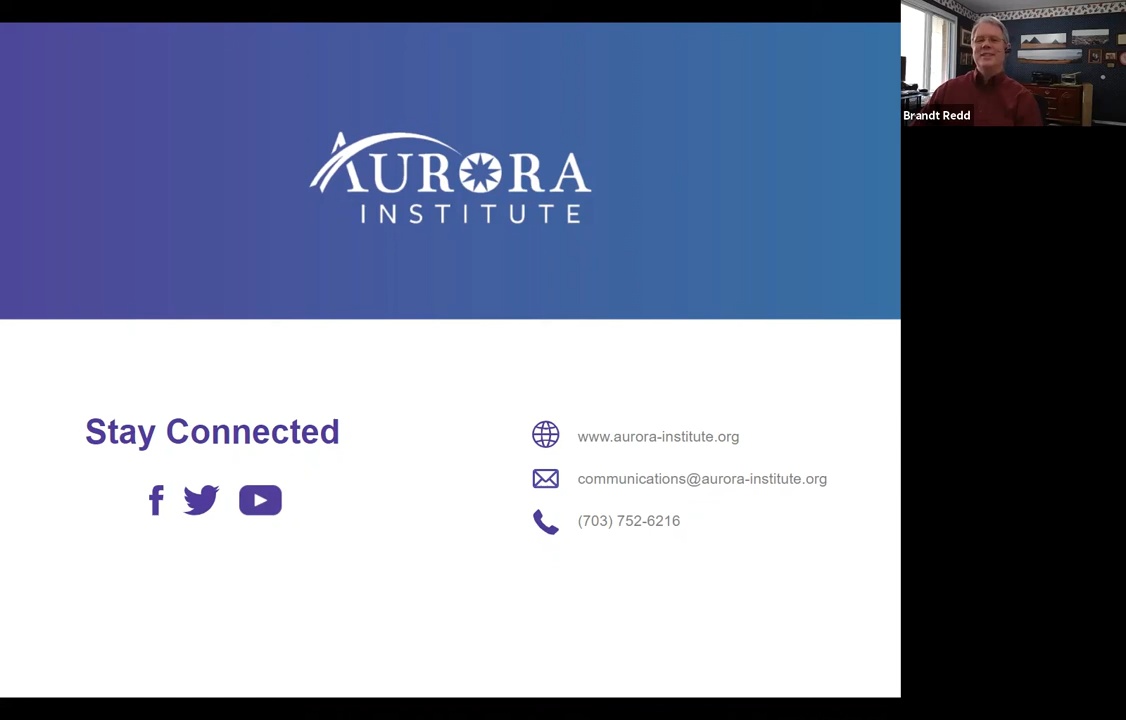 AURORA
INSTITUTE
Brandt Redd
Stay Connected
www.aurora-institute.org
communications@aurora-institute.org
(703) 752-6216